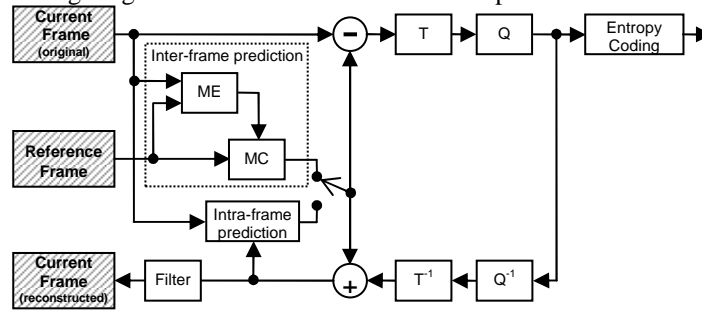 Current
Frame
(original)
Inter-frame prediction
ME
MC
T
Q
Entropy
Coding
Reference
Frame
Intra-frame
prediction
Current
Frame
(reconstructed)
Filter
+
T-1
Q-1